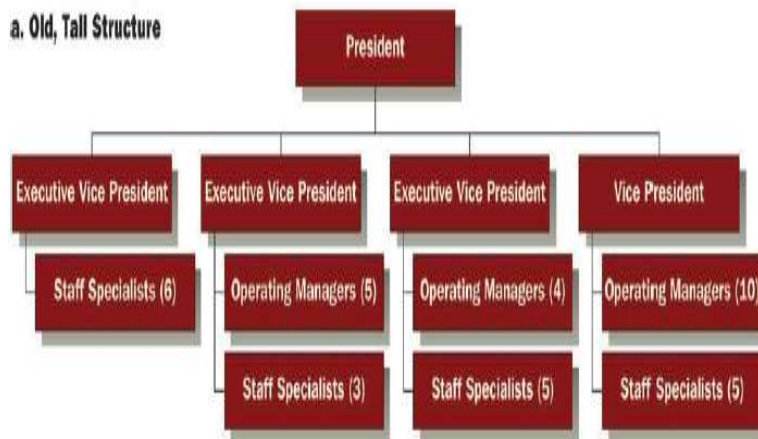 a. Old, Tall Structure
President
Executive Vice President
Executive Vice President
Executive Vice President
Vice President
Staff Specialists (6)
Operating Managers (5)
Operating Managers (4)
Operating Managers (10)
Staff Specialists (3)
Staff Specialists (5)
Staff Specialists (5)